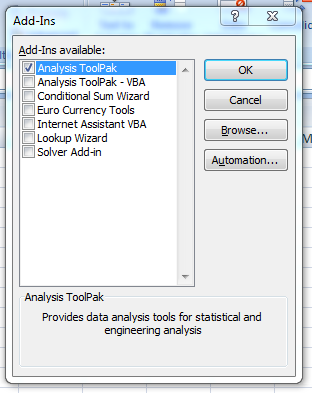 Add-Ins
Add-Ins available:
Analysis ToolPak
Analysis ToolPak - VBA
Conditional Sum Wizard
Euro Currency Tools
Internet Assistant VBA
Lookup Wizard
Solver Add-in
OK
Cancel
Browse...
Automation...
Analysis ToolPak
Provides data analysis tools for statistical and
engineering analysis